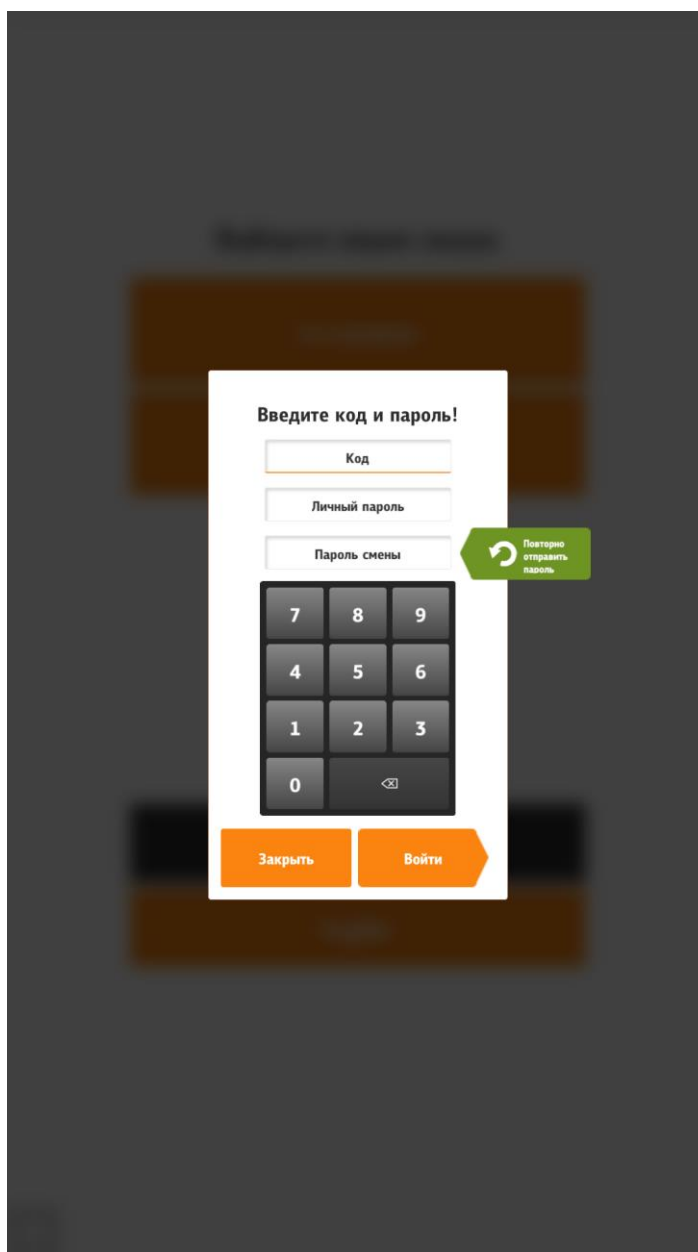 Введите код и пароль!
Код
Личный пароль
Пароль смены
Повторно
отправить
пароль
7 8 9
4 5 6
1 2 3
0
Закрыть Войти